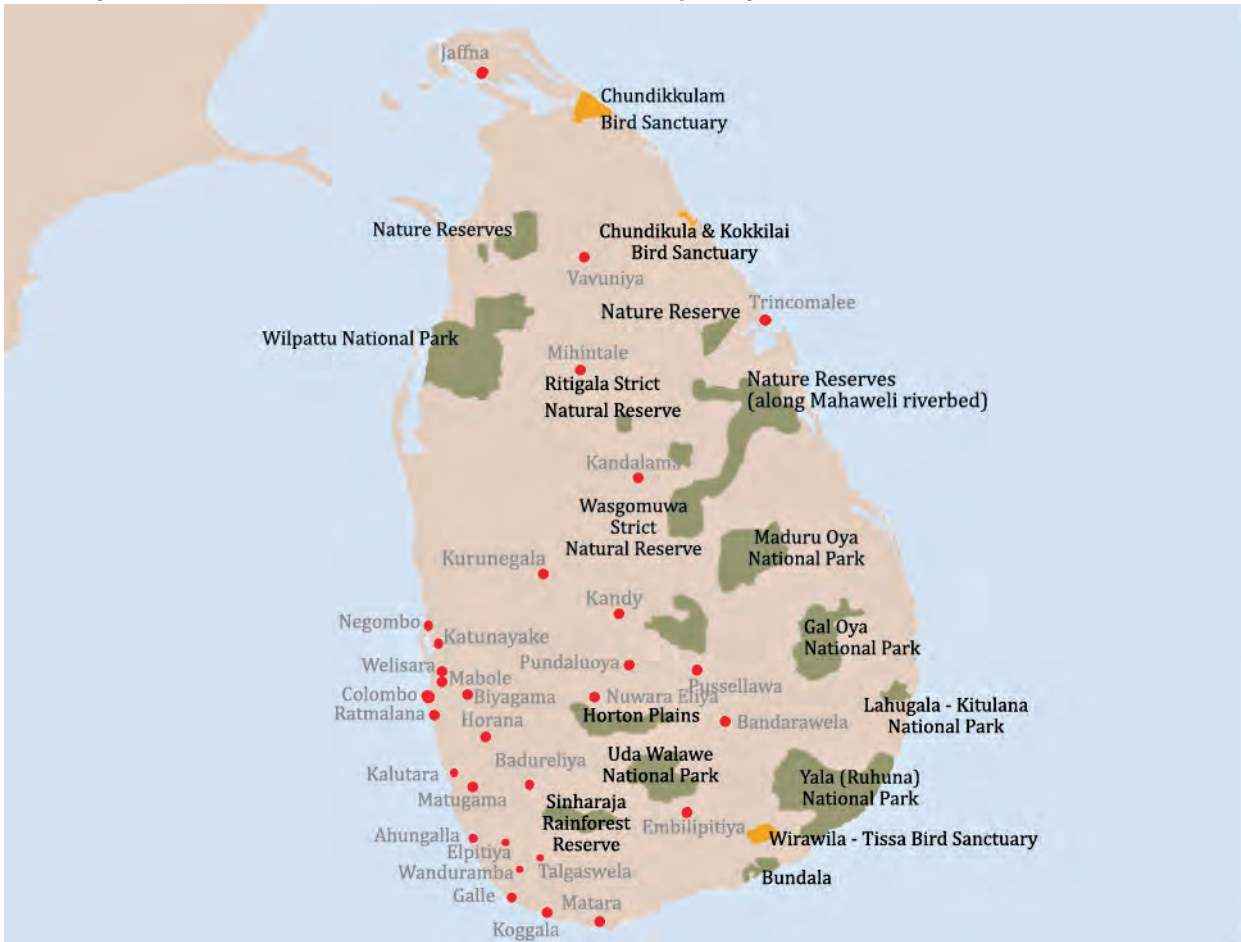 Jaffna
Chundikkulam
Bird Sanctuary
Nature Reserves
Chundikula & Kokkilai
Bird Sanctuary
Vavuniya
Nature Reserve
Trincomalee
Wilpattu National Park
Mihintale
Ritigala Strict
Natural Reserve
Nature Reserves
(along Mahaweli riverbed)
Kandalama
Wasgomuwa
Strict
Natural Reserve
Maduru Oya
National Park
Kurunegala
Kandy
Negombo
Katunayake
Gal Oya
National Park
Welisara
Mabole
Pundaluoya
Pussellawa
Colombo
Biyagama
Nuwara Eliya
Ratmalana
Horana
Horton Plains
Bandarawela
Lahugala - Kitulana
National Park
Badureliya
Uda Walawe
National Park
Kalutara
Matugama
Yala (Ruhuna)
National Park
Sinharaja
Rainforest
Reserve
Embilipitiya
Ahungalla
Elpitiya
Wirawila - Tissa Bird Sanctuary
Wanduramba
Talgaswela
Bundala
Galle
Matara
Koggala